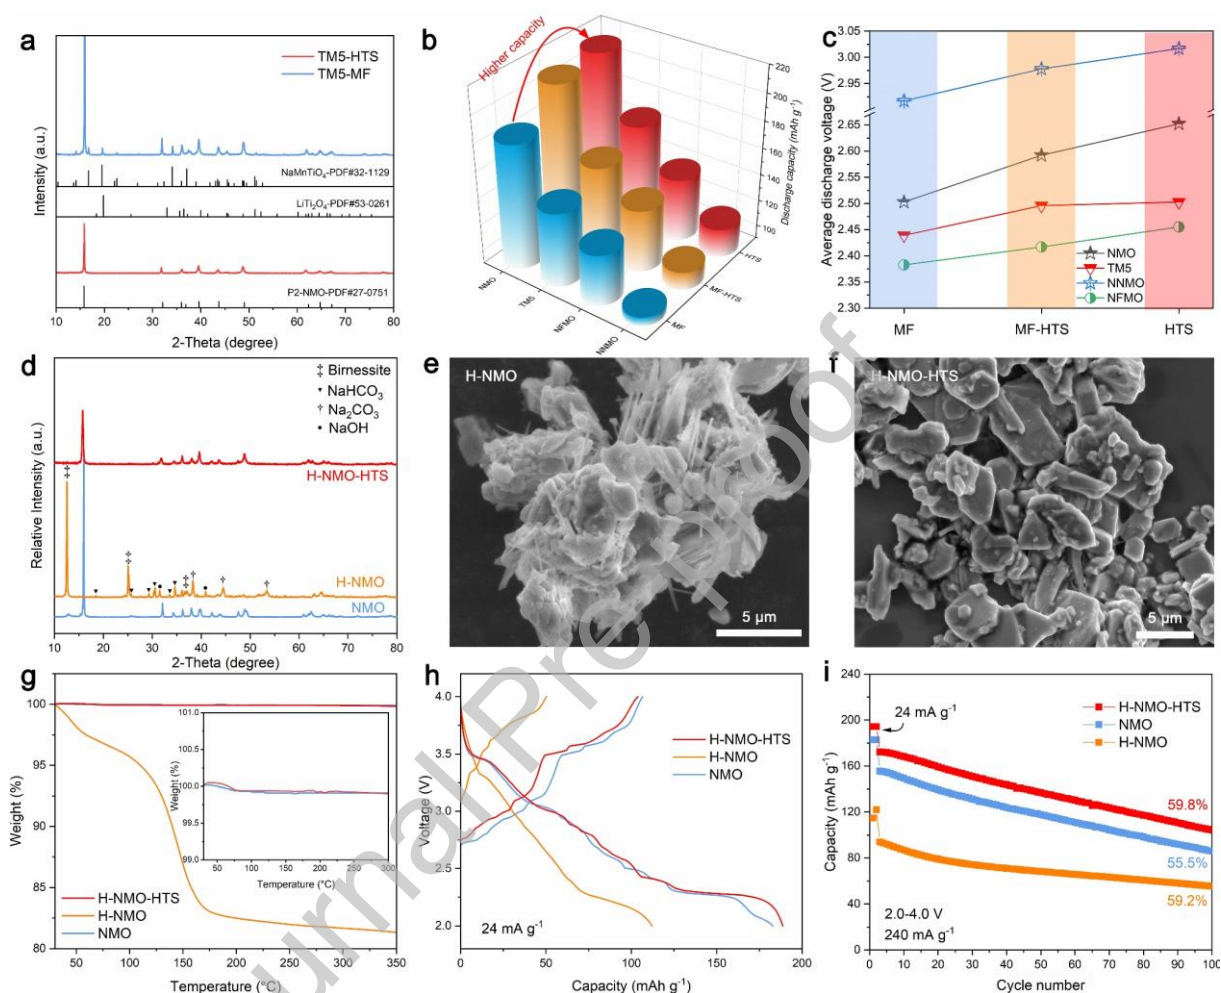 a
TM5-HTS
TM5-MF
NaMnTiO₄-PDF#32-1129
LiTi₂O₄-PDF#53-0261
P2-NMO-PDF#27-0751
Intensity (a.u.)
10 20 30 40 50 60 70 80
2-Theta (degree)
b
Higher capacity
220
200
180
160
140
120
100
Discharge capacity (mAh g⁻¹)
NMO
TM5
NFMO
NNMO
MF
MF-HTS
HTS
c
Average discharge voltage (V)
3.05
3.00
2.95
2.65
2.60
2.55
2.50
2.45
2.40
2.35
2.30
NMO
TM5
NNMO
NFMO
MF MF-HTS HTS
d
‡ Birnessite
▾ NaHCO₃
† Na₂CO₃
• NaOH
H-NMO-HTS
H-NMO
NMO
Relative Intensity (a.u.)
10 20 30 40 50 60 70 80
2-Theta (degree)
e
H-NMO
5 μm
f
H-NMO-HTS
5 μm
g
Weight (%)
100
95
90
85
80
101.0
100.5
100.0
99.5
99.0
Weight (%)
50 100 150 200 250 300
Temperature (°C)
H-NMO-HTS
H-NMO
NMO
50 100 150 200 250 300 350
Temperature (°C)
h
Voltage (V)
4.0
3.5
3.0
2.5
2.0
H-NMO-HTS
H-NMO
NMO
24 mA g⁻¹
0 50 100 150 200
Capacity (mAh g⁻¹)
i
Capacity (mAh g⁻¹)
240
200
160
120
80
40
0
24 mA g⁻¹
H-NMO-HTS
NMO
H-NMO
59.8%
55.5%
59.2%
2.0-4.0 V
240 mA g⁻¹
0 10 20 30 40 50 60 70 80 90 100
Cycle number
urnal Pre-proof